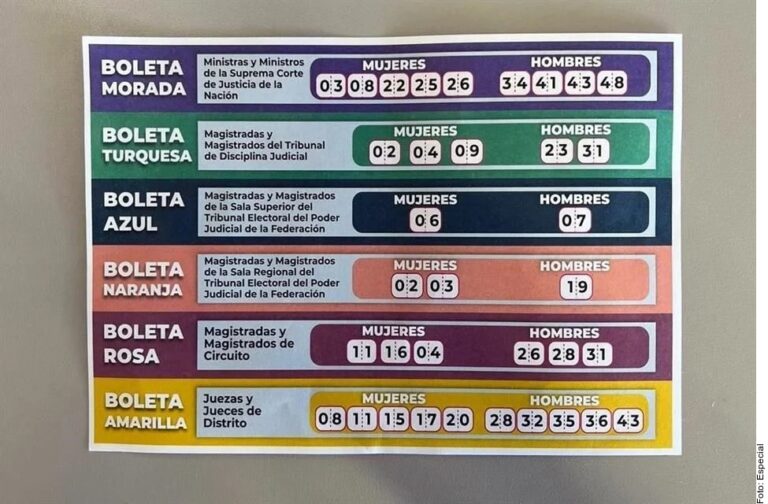 BOLETA
MORADA
Ministras y Ministros
de la Suprema Corte
de Justicia de la
Nación
MUJERES
03 08 22 25 26
HOMBRES
34 41 43 48
BOLETA
TURQUESA
Magistradas y
Magistrados del Tribunal
de Disciplina Judicial
MUJERES
02 04 09
HOMBRES
23 31
BOLETA
AZUL
Magistradas y Magistrados
de la Sala Superior del
Tribunal Electoral del Poder
Judicial de la Federación
MUJERES
06
HOMBRES
07
BOLETA
NARANJA
Magistradas y Magistrados
de la Sala Regional del
Tribunal Electoral del Poder
Judicial de la Federación
MUJERES
02 03
HOMBRES
19
BOLETA
ROSA
Magistradas y
Magistrados de
Circuito
MUJERES
11 16 04
HOMBRES
26 28 31
BOLETA
AMARILLA
Juezas y
Jueces de
Distrito
MUJERES
08 11 15 17 20
HOMBRES
28 32 35 36 43
Foto: Especial